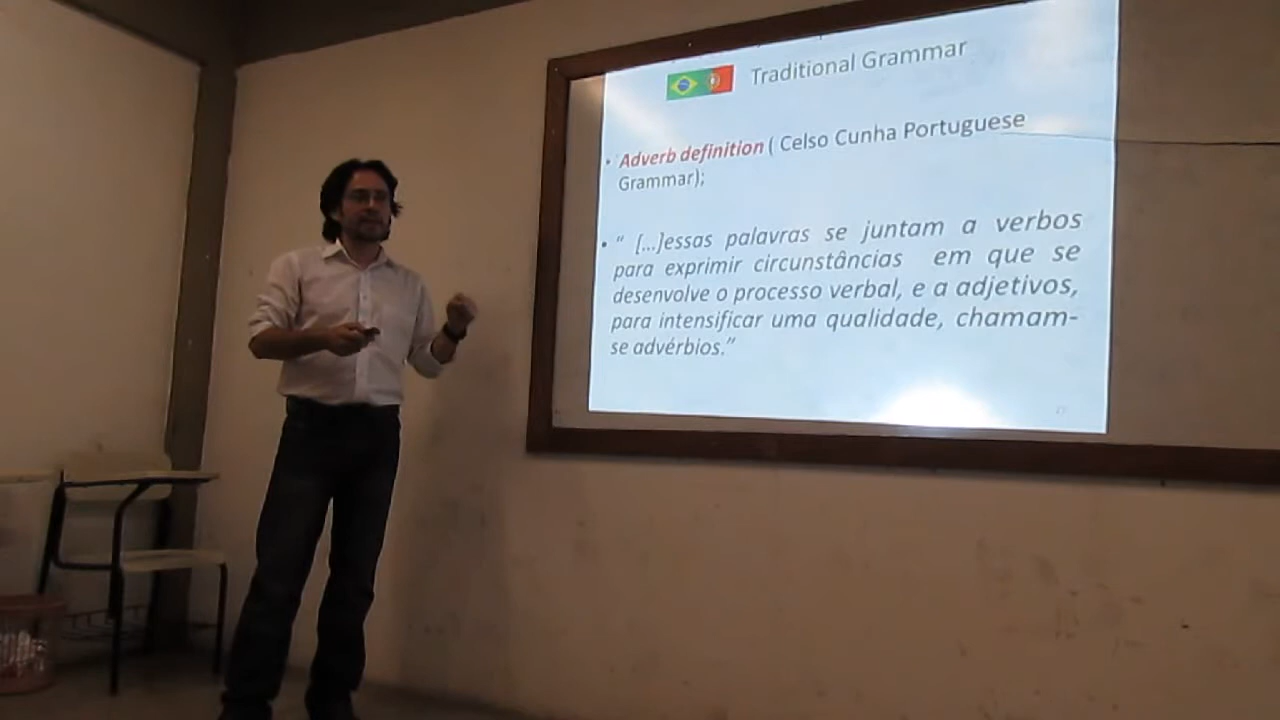 Traditional Grammar
• Adverb definition ( Celso Cunha Portuguese
Grammar);
• “ [...]essas palavras se juntam a verbos
para exprimir circunstâncias em que se
desenvolve o processo verbal, e a adjetivos,
para intensificar uma qualidade, chamam-
se advérbios.”